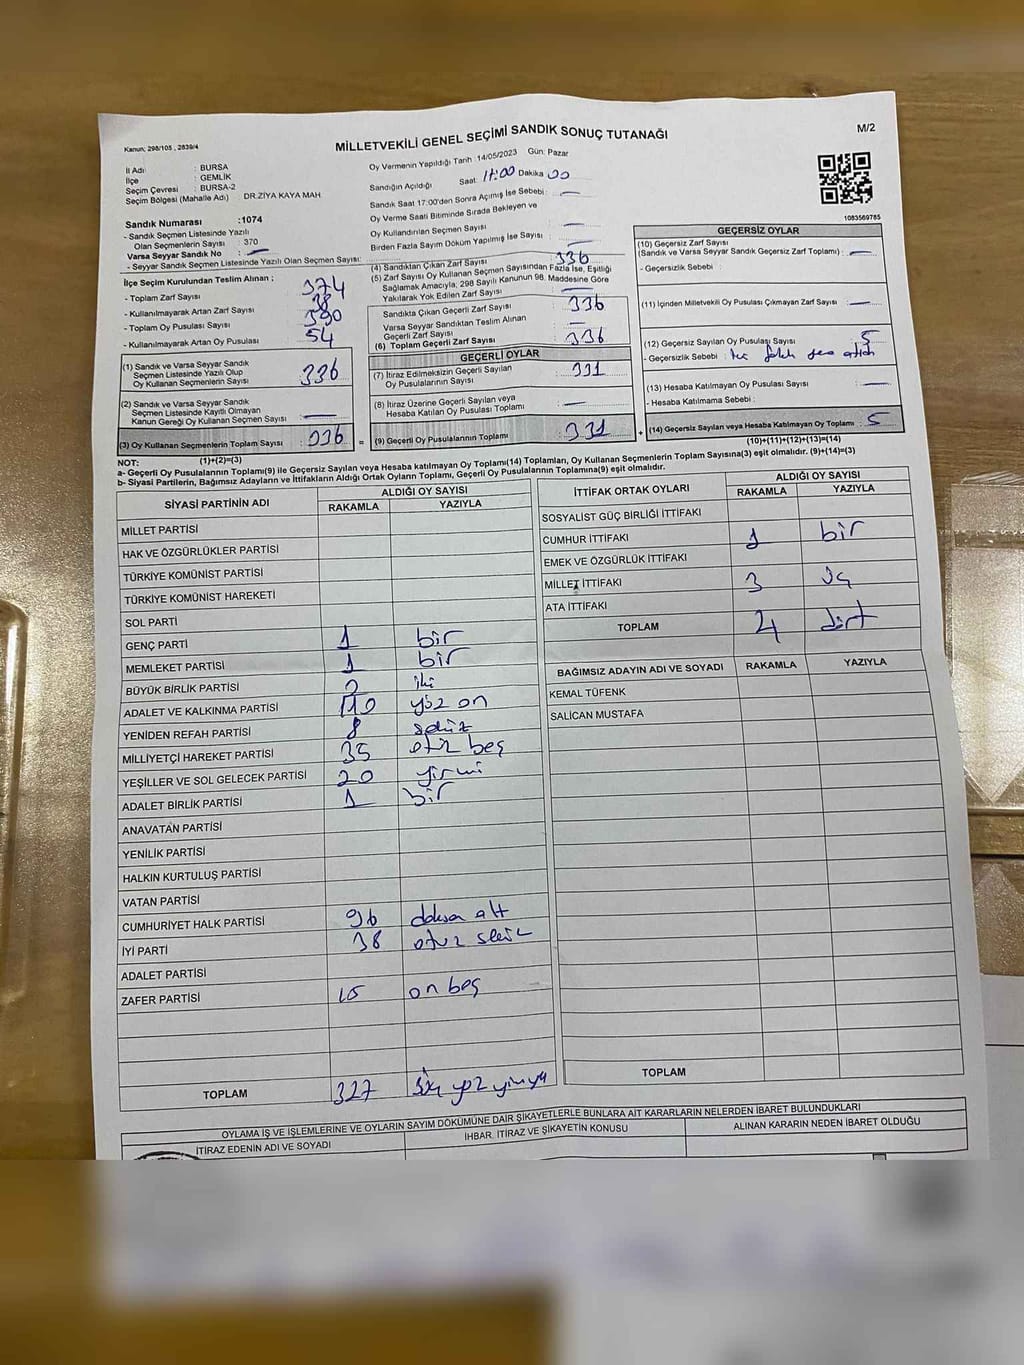 Kanun; 298/105 , 2839/4
MİLLETVEKİLİ GENEL SEÇİMİ SANDIK SONUÇ TUTANAĞI
M/2
İl Adı : BURSA
İlçe : GEMLİK
Seçim Çevresi : BURSA-2
Seçim Bölgesi (Mahalle Adı) DR.ZİYA KAYA MAH
Sandık Numarası :1074
- Sandık Seçmen Listesinde Yazılı
Olan Seçmenlerin Sayısı : 370
Varsa Seyyar Sandık No : —
- Seyyar Sandık Seçmen Listesinde Yazılı Olan Seçmen Sayısı:
Oy Vermenin Yapıldığı Tarih :14/05/2023 Gün: Pazar
Sandığın Açıldığı Saat. 17:00 Dakika 00
Sandık Saat 17:00'den Sonra Açılmış İse Sebebi : —
Oy Verme Saati Bitiminde Sırada Bekleyen ve
Oy Kullandırılan Seçmen Sayısı : —
Birden Fazla Sayım Döküm Yapılmış İse Sayısı : —
1083569785
İlçe Seçim Kurulundan Teslim Alınan ;
- Toplam Zarf Sayısı : 374
- Kullanılmayarak Artan Zarf Sayısı : 38
- Toplam Oy Pusulası Sayısı : 390
- Kullanılmayarak Artan Oy Pusulası : 54
(1) Sandık ve Varsa Seyyar Sandık
Seçmen Listesinde Yazılı Olup
Oy Kullanan Seçmenlerin Sayısı : 336
(2) Sandık ve Varsa Seyyar Sandık
Seçmen Listesinde Kayıtlı Olmayan
Kanun Gereği Oy Kullanan Seçmen Sayısı : —
(3) Oy Kullanan Seçmenlerin Toplam Sayısı : 336
(4) Sandıktan Çıkan Zarf Sayısı : 336
(5) Zarf Sayısı Oy Kullanan Seçmen Sayısından Fazla İse, Eşitliği
Sağlamak Amacıyla; 298 Sayılı Kanunun 98. Maddesine Göre
Yakılarak Yok Edilen Zarf Sayısı : —
Sandıkta Çıkan Geçerli Zarf Sayısı : 336
Varsa Seyyar Sandıktan Teslim Alınan
Geçerli Zarf Sayısı : —
(6) Toplam Geçerli Zarf Sayısı : 336
GEÇERLİ OYLAR
(7) İtiraz Edilmeksizin Geçerli Sayılan
Oy Pusulalarının Sayısı : 331
(8) İtiraz Üzerine Geçerli Sayılan veya
Hesaba Katılan Oy Pusulası Toplamı : —
= (9) Geçerli Oy Pusulalarının Toplamı : 331 +
GEÇERSİZ OYLAR
(10) Geçersiz Zarf Sayısı
(Sandık ve Varsa Seyyar Sandık Geçersiz Zarf Toplamı) : —
- Geçersizlik Sebebi :
(11) İçinden Milletvekili Oy Pusulası Çıkmayan Zarf Sayısı : —
(12) Geçersiz Sayılan Oy Pusulası Sayısı : 5
- Geçersizlik Sebebi :
(13) Hesaba Katılmayan Oy Pusulası Sayısı : —
- Hesaba Katılmama Sebebi :
(14) Geçersiz Sayılan veya Hesaba Katılmayan Oy Toplamı : 5
(1)+(2)=(3)
(10)+(11)+(12)+(13)=(14)
NOT:
a- Geçerli Oy Pusulalarının Toplamı(9) ile Geçersiz Sayılan veya Hesaba katılmayan Oy Toplamı(14) Toplamları, Oy Kullanan Seçmenlerin Toplam Sayısına(3) eşit olmalıdır. (9)+(14)=(3)
b- Siyasi Partilerin, Bağımsız Adayların ve İttifakların Aldığı Ortak Oyların Toplamı, Geçerli Oy Pusulalarının Toplamına(9) eşit olmalıdır.
SİYASİ PARTİNİN ADI ALDIĞI OY SAYISI
RAKAMLA YAZIYLA
MİLLET PARTİSİ
HAK VE ÖZGÜRLÜKLER PARTİSİ
TÜRKİYE KOMÜNİST PARTİSİ
TÜRKİYE KOMÜNİST HAREKETİ
SOL PARTİ
GENÇ PARTİ 1 bir
MEMLEKET PARTİSİ 1 bir
BÜYÜK BİRLİK PARTİSİ 2 iki
ADALET VE KALKINMA PARTİSİ 110 yüz on
YENİDEN REFAH PARTİSİ 8 sekiz
MİLLİYETÇİ HAREKET PARTİSİ 35 otuz beş
YEŞİLLER VE SOL GELECEK PARTİSİ 20 yirmi
ADALET BİRLİK PARTİSİ 1 bir
ANAVATAN PARTİSİ
YENİLİK PARTİSİ
HALKIN KURTULUŞ PARTİSİ
VATAN PARTİSİ
CUMHURİYET HALK PARTİSİ 96 doksan altı
İYİ PARTİ 38 otuz sekiz
ADALET PARTİSİ
ZAFER PARTİSİ 15 on beş
TOPLAM 327 üç yüz yirmi yedi
İTTİFAK ORTAK OYLARI ALDIĞI OY SAYISI
RAKAMLA YAZIYLA
SOSYALİST GÜÇ BİRLİĞİ İTTİFAKI
CUMHUR İTTİFAKI 1 bir
EMEK VE ÖZGÜRLÜK İTTİFAKI
MİLLET İTTİFAKI 3 üç
ATA İTTİFAKI
TOPLAM 4 dört
BAĞIMSIZ ADAYIN ADI VE SOYADI RAKAMLA YAZIYLA
KEMAL TÜFENK
SALİCAN MUSTAFA
TOPLAM
OYLAMA İŞ VE İŞLEMLERİNE VE OYLARIN SAYIM DÖKÜMÜNE DAİR ŞİKAYETLERLE BUNLARA AİT KARARLARIN NELERDEN İBARET BULUNDUKLARI
İTİRAZ EDENİN ADI VE SOYADI İHBAR, İTİRAZ VE ŞİKAYETİN KONUSU ALINAN KARARIN NEDEN İBARET OLDUĞU